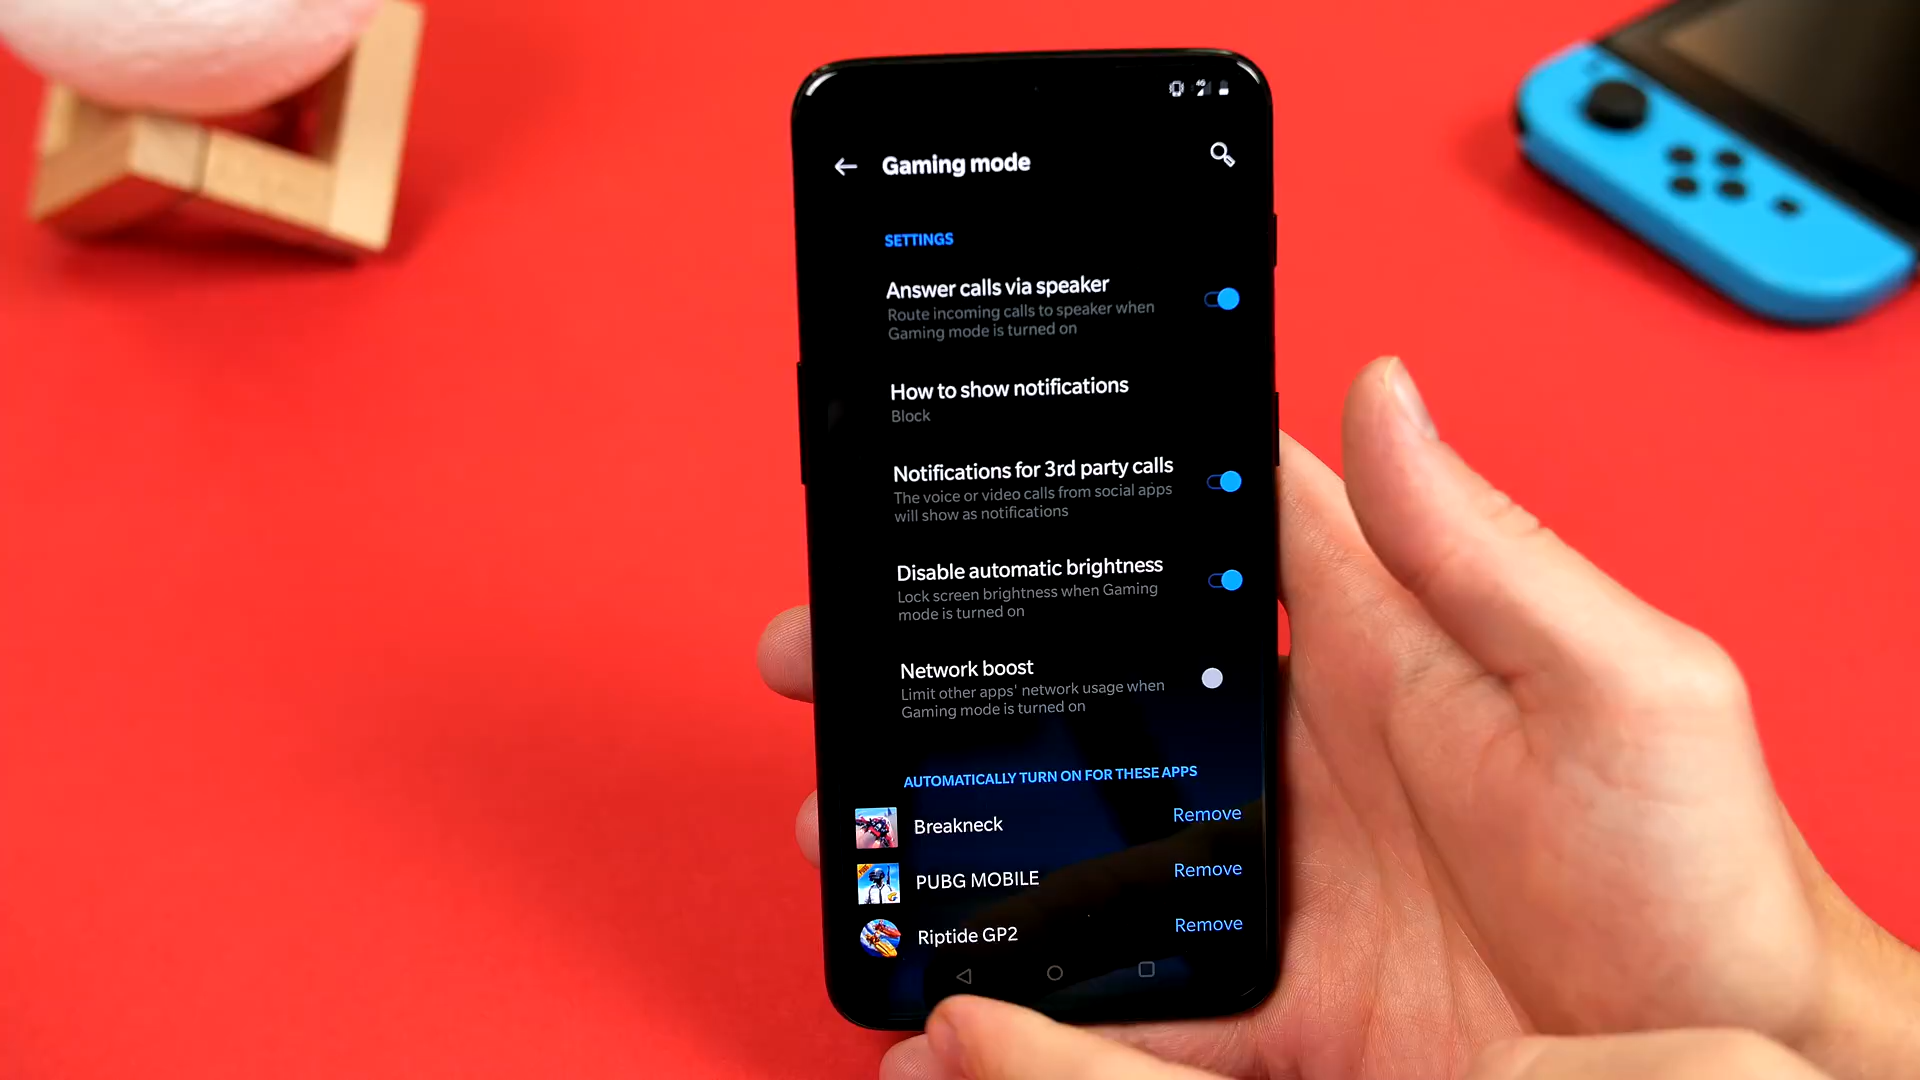 4G
Gaming mode
SETTINGS
Answer calls via speaker
Route incoming calls to speaker when
Gaming mode is turned on
How to show notifications
Block
Notifications for 3rd party calls
The voice or video calls from social apps
will show as notifications
Disable automatic brightness
Lock screen brightness when Gaming
mode is turned on
Network boost
Limit other apps' network usage when
Gaming mode is turned on
AUTOMATICALLY TURN ON FOR THESE APPS
Breakneck Remove
PUBG MOBILE Remove
Riptide GP2 Remove